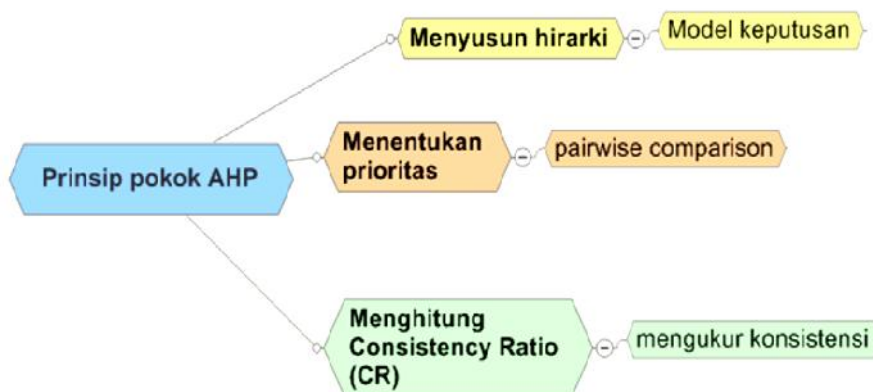 Prinsip pokok AHP
Menyusun hirarki
Model keputusan
Menentukan
prioritas
pairwise comparison
Menghitung
Consistency Ratio
(CR)
mengukur konsistensi